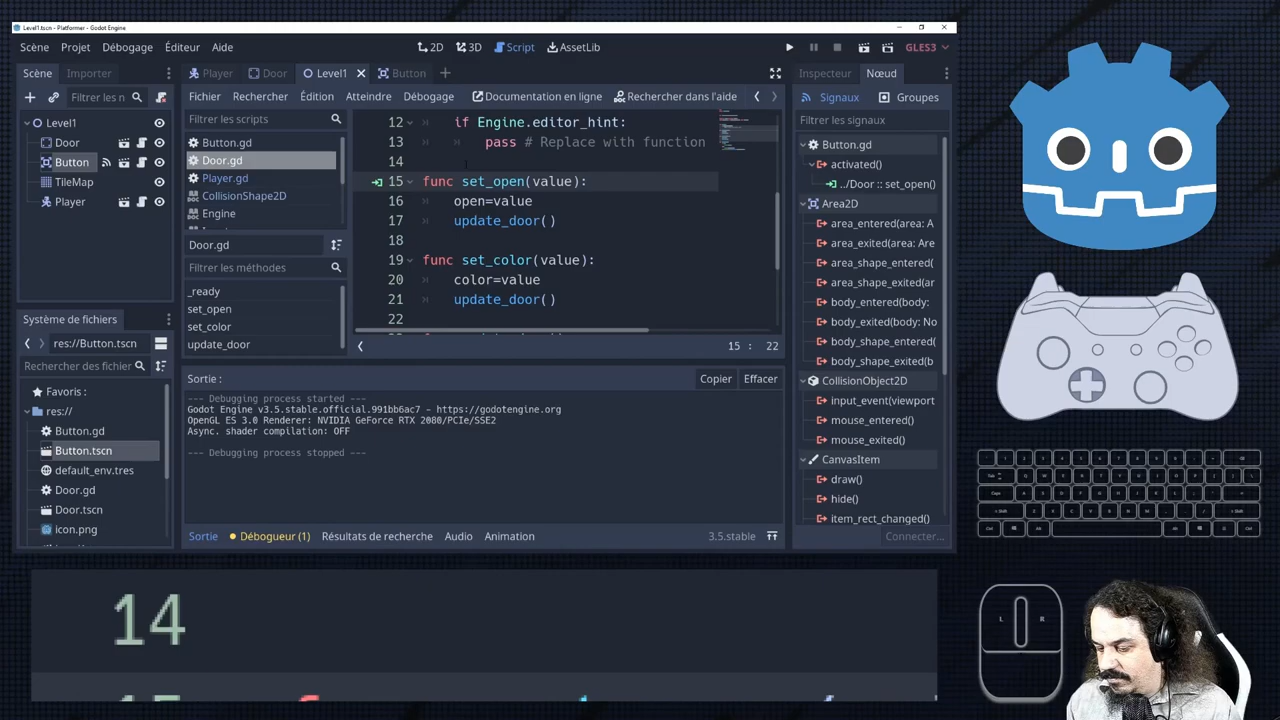 Level1.tscn - Platformer - Godot Engine
Scène Projet Débogage Éditeur Aide
2D 3D Script AssetLib
GLES3
Scène Importer
Player Door Level1 Button
Inspecteur Nœud
Filtrer les n
Fichier Rechercher Édition Atteindre Débogage Documentation en ligne Rechercher dans l'aide
Signaux Groupes
Filtrer les scripts
Filtrer les signaux
Level1
Door
Button
TileMap
Player
Button.gd
Door.gd
Player.gd
CollisionShape2D
Engine
Door.gd
Filtrer les méthodes
_ready
set_open
set_color
update_door
12 if Engine.editor_hint:
13 pass # Replace with function
14
15 func set_open(value):
16 open=value
17 update_door()
18
19 func set_color(value):
20 color=value
21 update_door()
22
15 : 22
Button.gd
activated()
../Door :: set_open()
Area2D
area_entered(area: A
area_exited(area: Are
area_shape_entered(
area_shape_exited(ar
body_entered(body:
body_exited(body: No
body_shape_entered(
body_shape_exited(b
CollisionObject2D
input_event(viewport
mouse_entered()
mouse_exited()
CanvasItem
draw()
hide()
item_rect_changed()
Connecter...
Système de fichiers
res://Button.tscn
Rechercher des fichier
Favoris :
res://
Button.gd
Button.tscn
default_env.tres
Door.gd
Door.tscn
icon.png
Sortie :
Copier Effacer
--- Debugging process started ---
Godot Engine v3.5.stable.official.991bb6ac7 - https://godotengine.org
OpenGL ES 3.0 Renderer: NVIDIA GeForce RTX 2080/PCIe/SSE2
Async. shader compilation: OFF
--- Debugging process stopped ---
Sortie Débogueur (1) Résultats de recherche Audio Animation
3.5.stable
14
L R